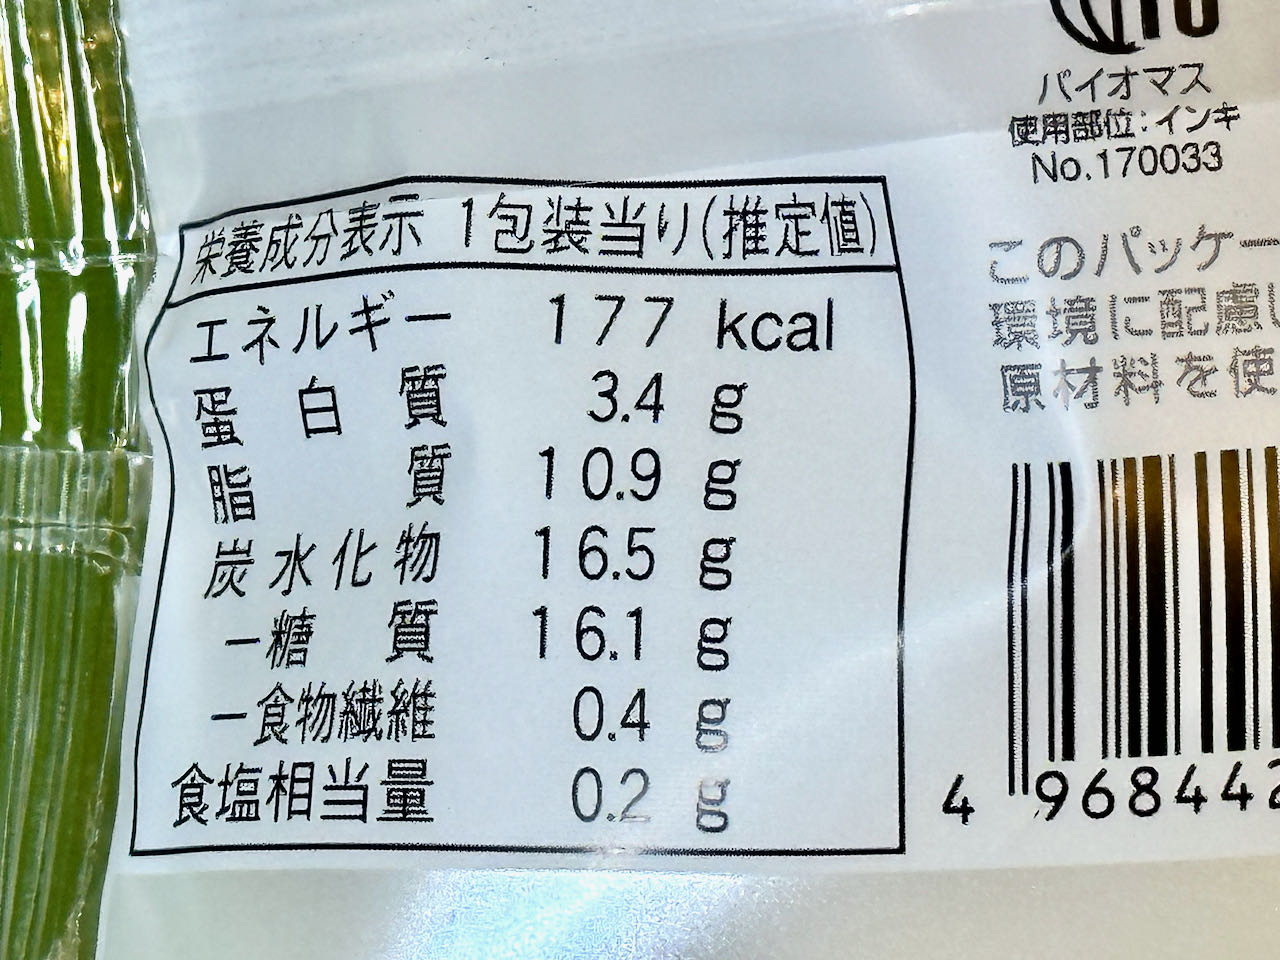 バイオマス
使用部位:インキ
No.170033
栄養成分表示 1包装当り(推定値)
エネルギー 177 kcal
蛋白質 3.4 g
脂質 10.9 g
炭水化物 16.5 g
−糖質 16.1 g
−食物繊維 0.4 g
食塩相当量 0.2 g
このパッケー
環境に配慮し
原材料を使
4 968442